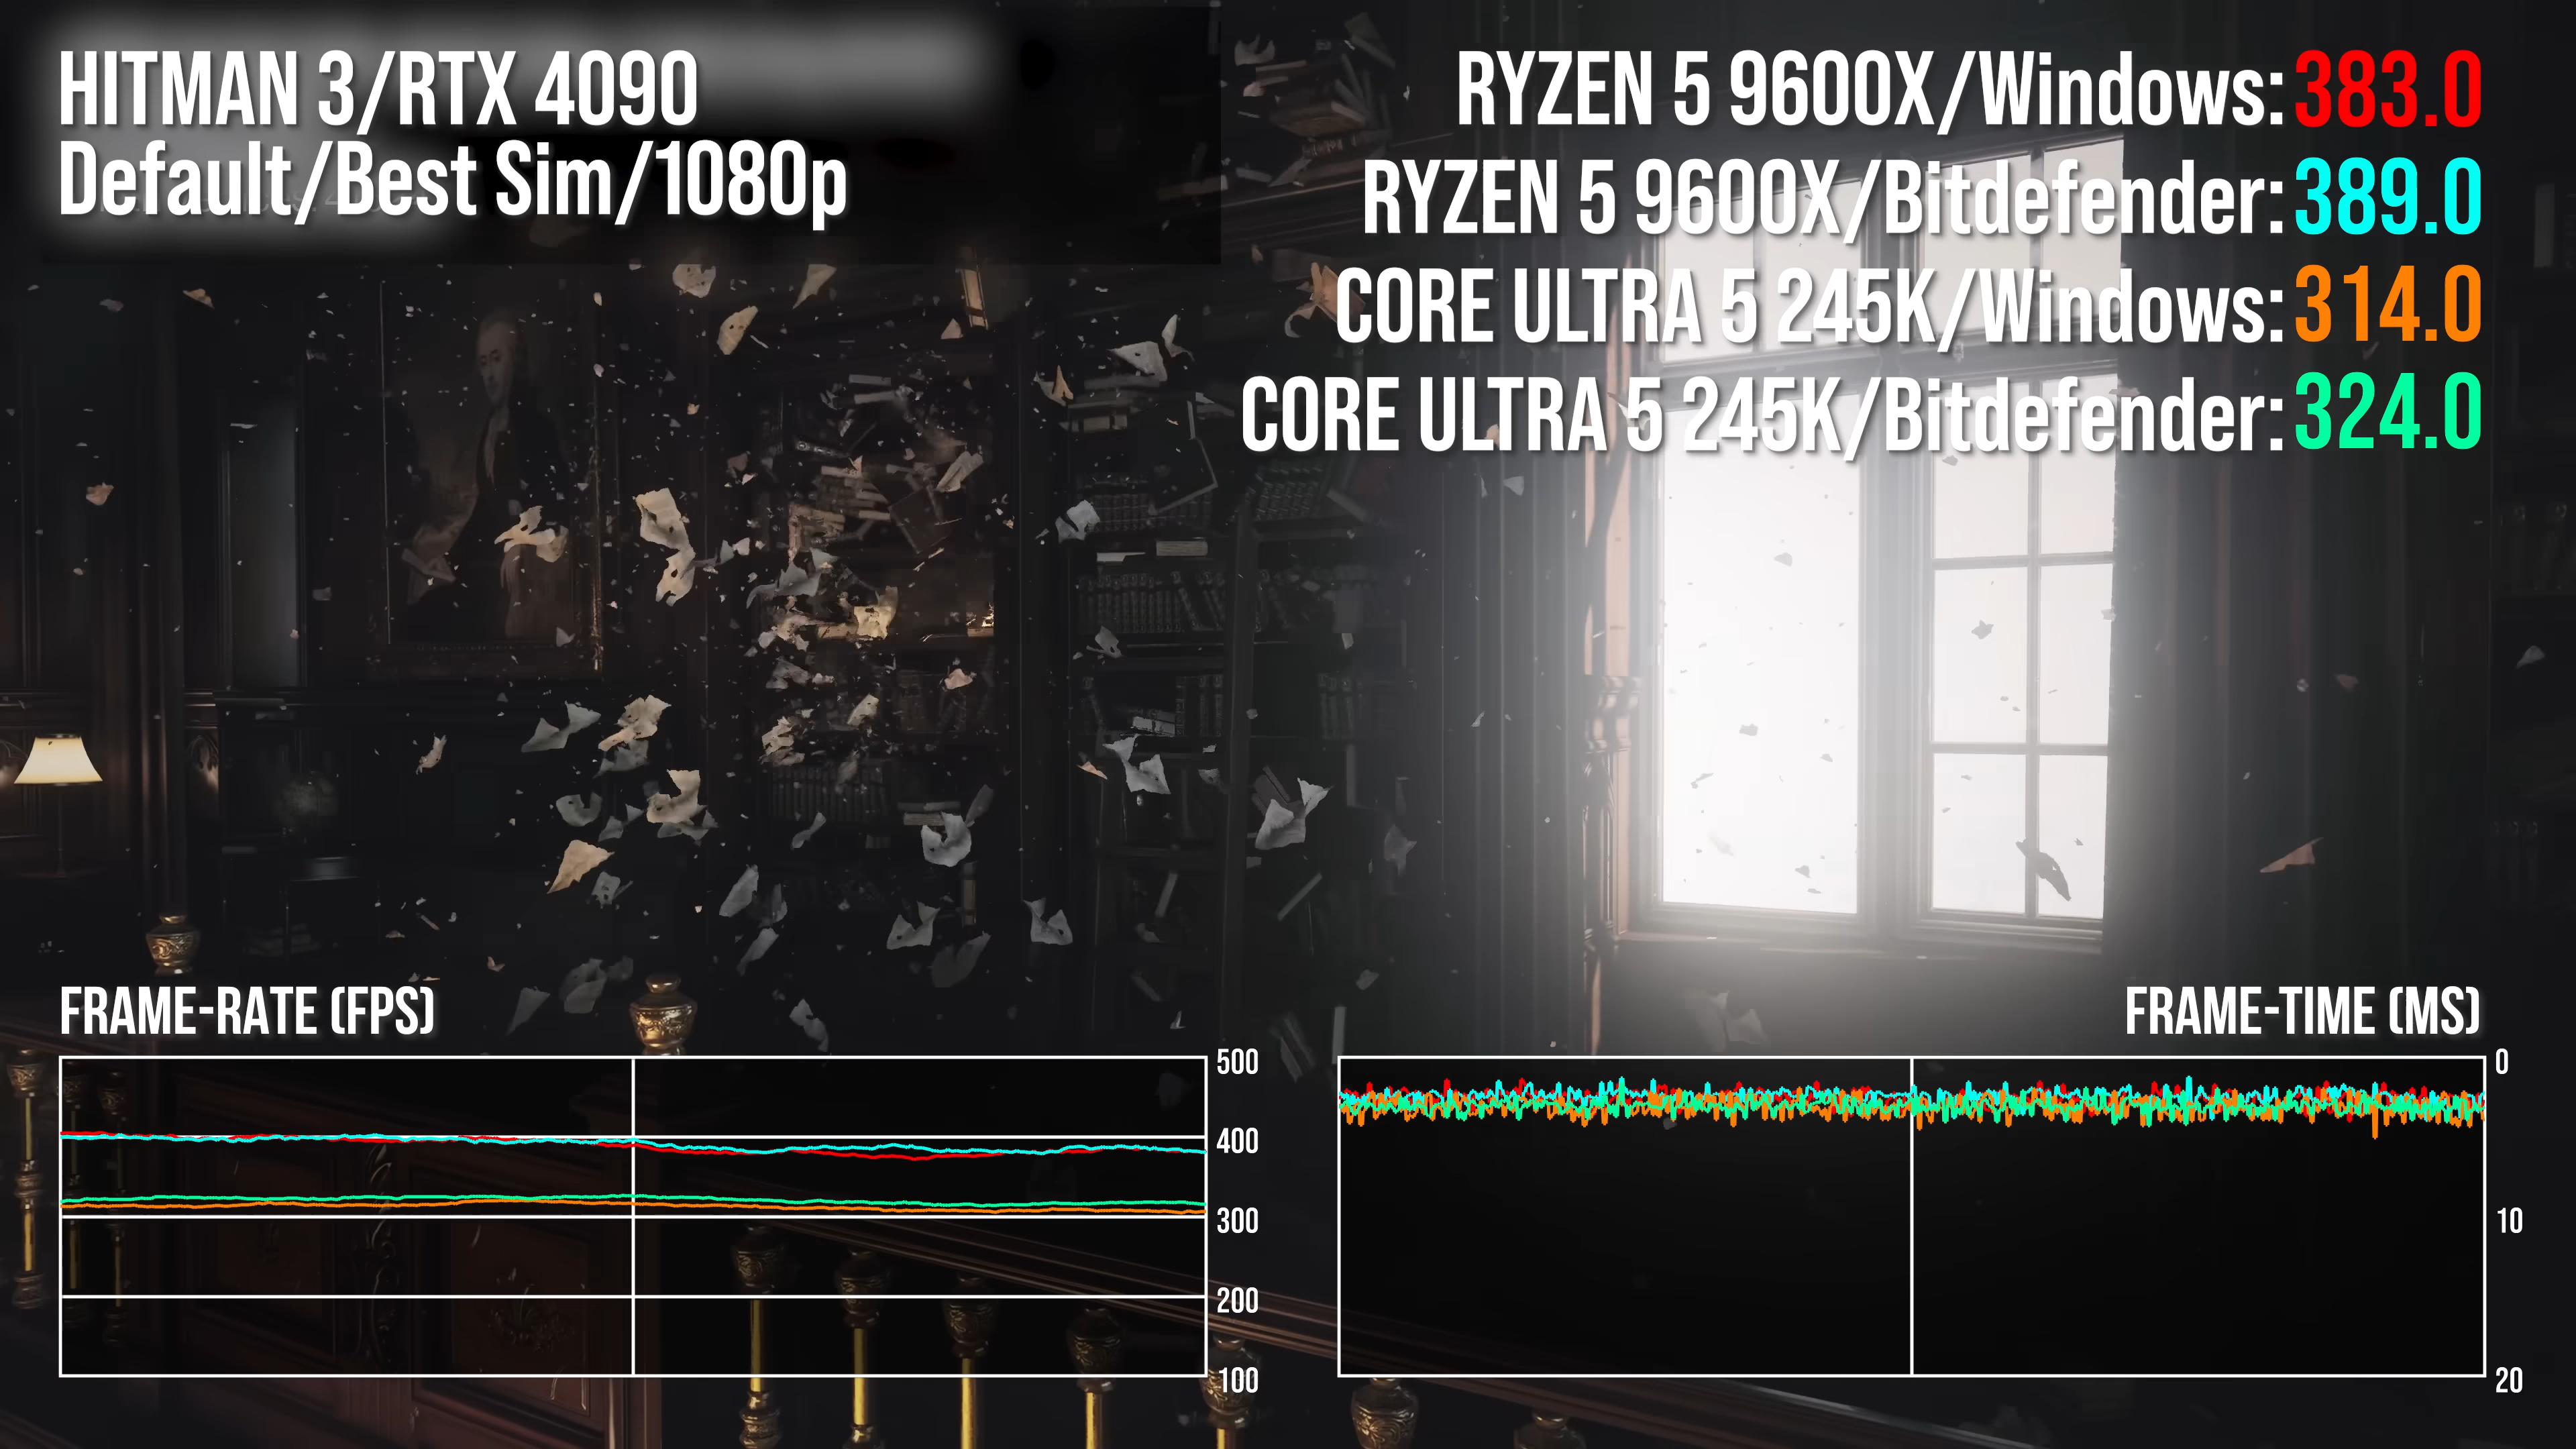 HITMAN 3/RTX 4090
Default/Best Sim/1080p
RYZEN 5 9600X/Windows: 383.0
RYZEN 5 9600X/Bitdefender: 389.0
CORE ULTRA 5 245K/Windows: 314.0
CORE ULTRA 5 245K/Bitdefender: 324.0
FRAME-RATE (FPS)
500
400
300
200
100
FRAME-TIME (MS)
0
10
20